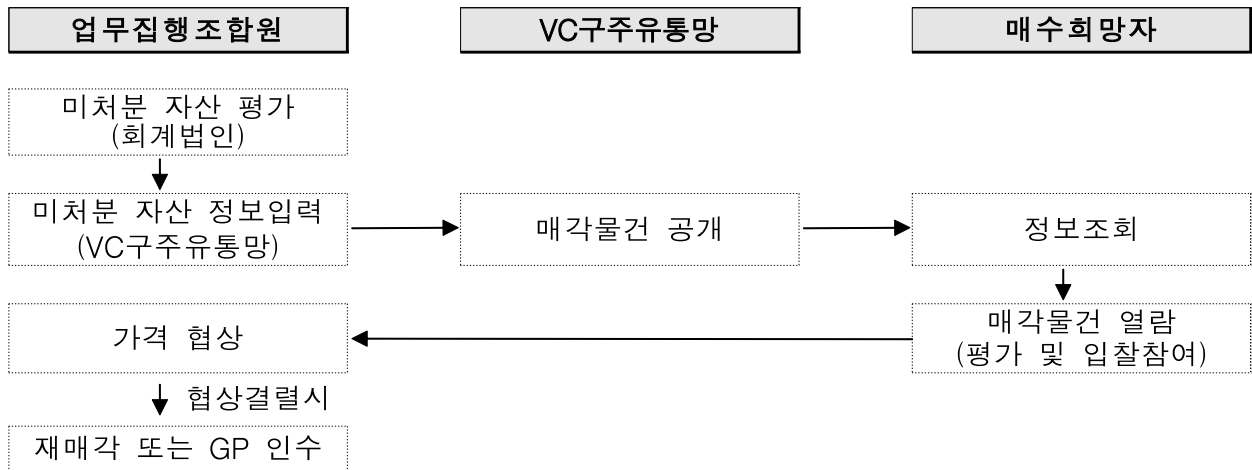 업무집행조합원
VC구주유통망
매수희망자
미처분 자산 평가
(회계법인)
미처분 자산 정보입력
(VC구주유통망)
매각물건 공개
정보조회
가격 협상
매각물건 열람
(평가 및 입찰참여)
협상결렬시
재매각 또는 GP 인수